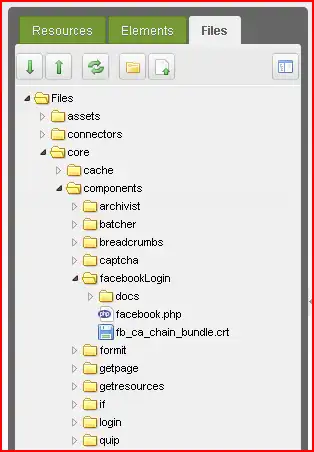 Resources Elements Files
Files
assets
connectors
core
cache
components
archivist
batcher
breadcrumbs
captcha
facebookLogin
docs
php facebook.php
fb_ca_chain_bundle.crt
formit
getpage
getresources
if
login
quip